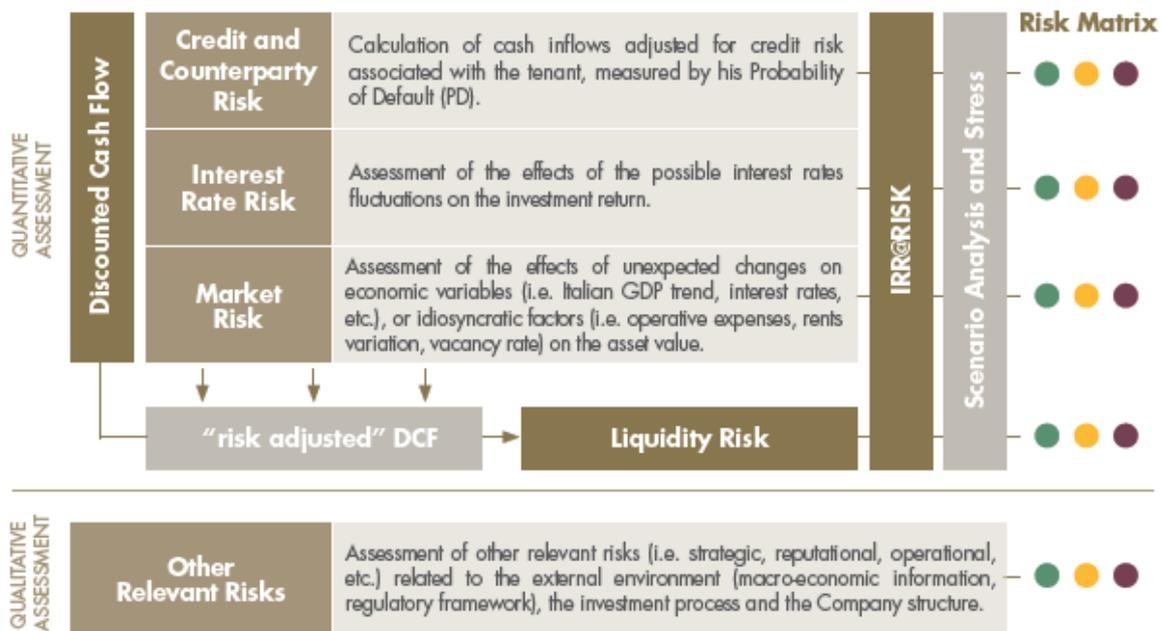 Risk Matrix
QUANTITATIVE
ASSESSMENT
Discounted Cash Flow
Credit and
Counterparty
Risk
Calculation of cash inflows adjusted for credit risk
associated with the tenant, measured by his Probability
of Default (PD).
Interest
Rate Risk
Assessment of the effects of the possible interest rates
fluctuations on the investment return.
Market
Risk
Assessment of the effects of unexpected changes on
economic variables (i.e. Italian GDP trend, interest rates,
etc.), or idiosyncratic factors (i.e. operative expenses, rents
variation, vacancy rate) on the asset value.
IRR@RISK
Scenario Analysis and Stress
“risk adjusted” DCF
Liquidity Risk
QUALITATIVE
ASSESSMENT
Other
Relevant Risks
Assessment of other relevant risks (i.e. strategic, reputational, operational,
etc.) related to the external environment (macro-economic information,
regulatory framework), the investment process and the Company structure.